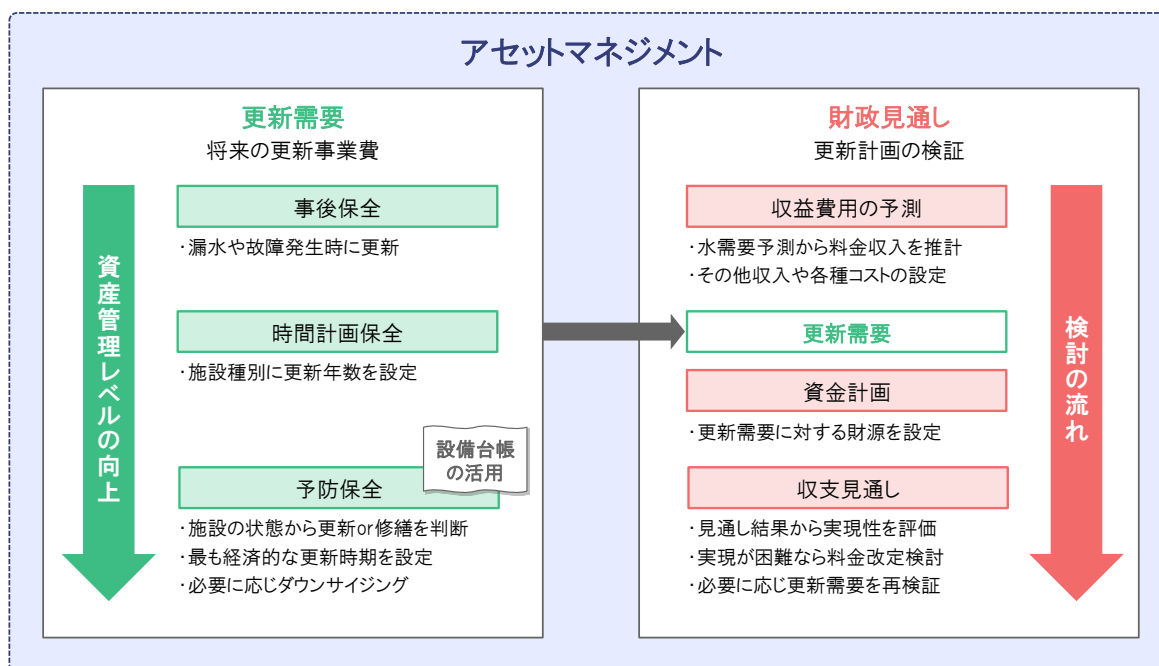 アセットマネジメント
更新需要
将来の更新事業費
資産管理レベルの向上
事後保全
・漏水や故障発生時に更新
時間計画保全
・施設種別に更新年数を設定
設備台帳
の活用
予防保全
・施設の状態から更新or修繕を判断
・最も経済的な更新時期を設定
・必要に応じダウンサイジング
財政見通し
更新計画の検証
収益費用の予測
・水需要予測から料金収入を推計
・その他収入や各種コストの設定
更新需要
資金計画
・更新需要に対する財源を設定
収支見通し
・見通し結果から実現性を評価
・実現が困難なら料金改定検討
・必要に応じ更新需要を再検証
検討の流れ